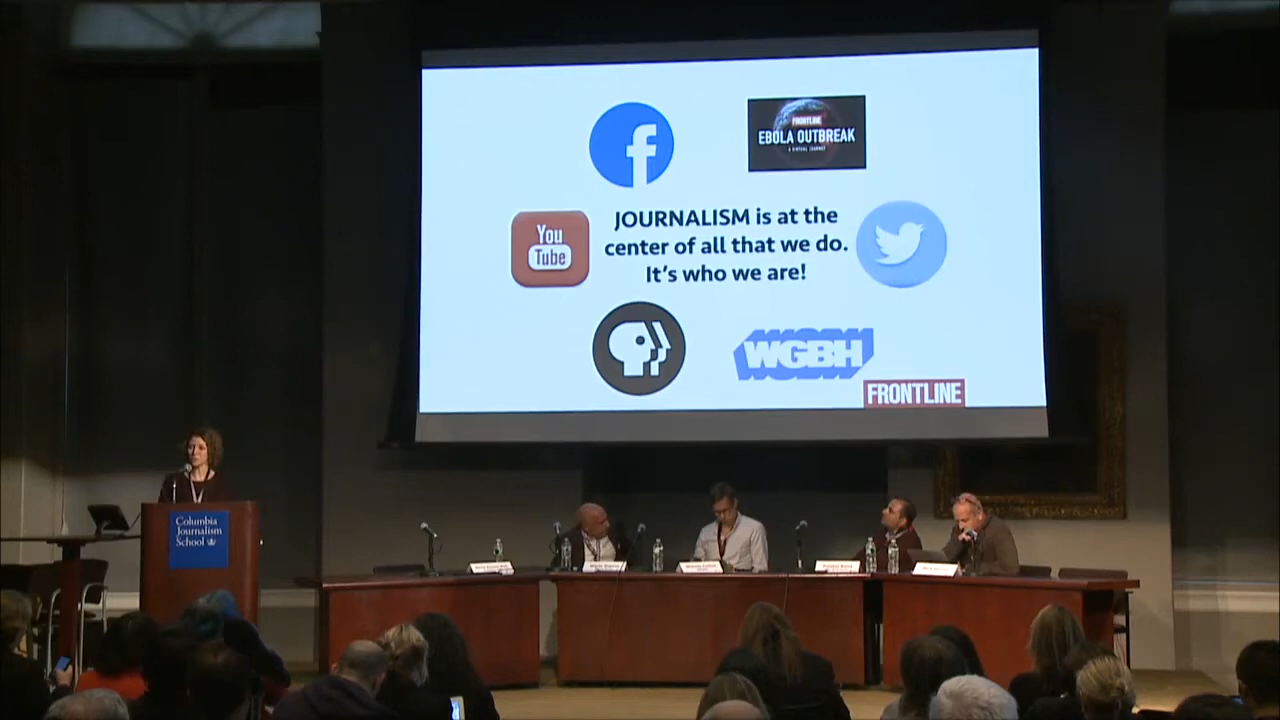 FRONTLINE
EBOLA OUTBREAK
A VIRTUAL JOURNEY
You
Tube
JOURNALISM is at the
center of all that we do.
It's who we are!
WGBH
FRONTLINE
Columbia
Journalism
School